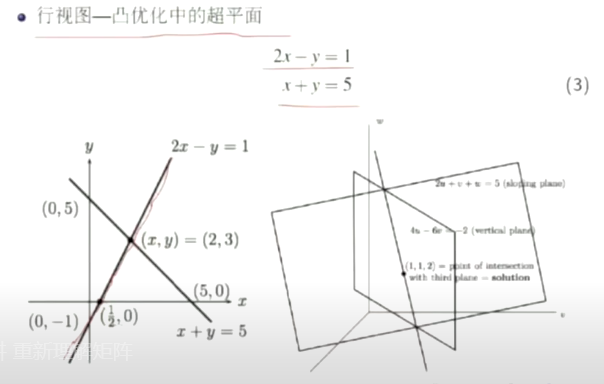 行视图—凸优化中的超平面
2x − y = 1
x + y = 5
(3)
y
2x − y = 1
(0, 5)
(x, y) = (2, 3)
(5, 0)
x
(0, −1)
(½, 0)
x + y = 5
w
2u + v + w = 5 (sloping plane)
4u − 6v = −2 (vertical plane)
(1, 1, 2) = point of intersection
with third plane = solution
v
重新理解矩阵